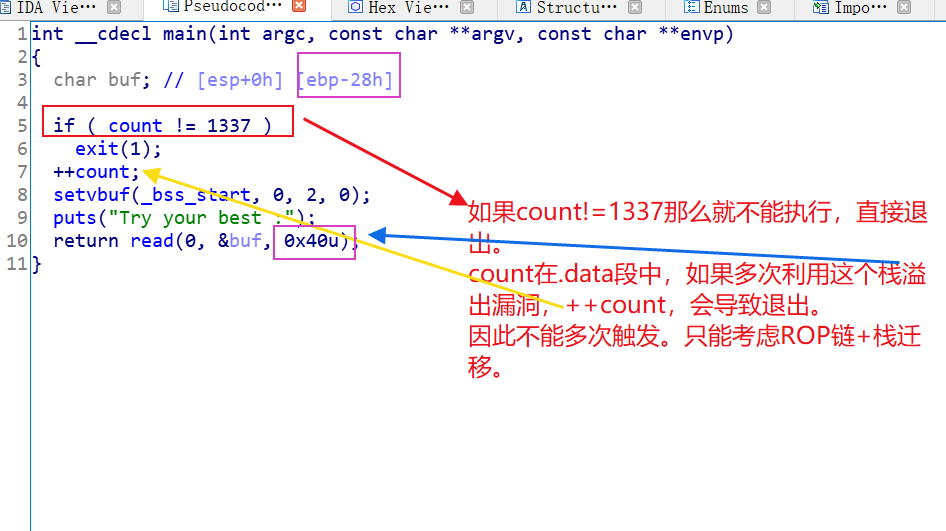 IDA Vie···
Pseudocod···
Hex Vie···
Structu···
Enums
Impo···
1 int __cdecl main(int argc, const char **argv, const char **envp)
2 {
3 char buf; // [esp+0h] [ebp-28h]
4
5 if ( count != 1337 )
6 exit(1);
7 ++count;
8 setvbuf(_bss_start, 0, 2, 0);
9 puts("Try your best :");
10 return read(0, &buf, 0x40u);
11 }
如果count!=1337那么就不能执行，直接退
出。
count在.data段中，如果多次利用这个栈溢
出漏洞，++count，会导致退出。
因此不能多次触发。只能考虑ROP链+栈迁
移。